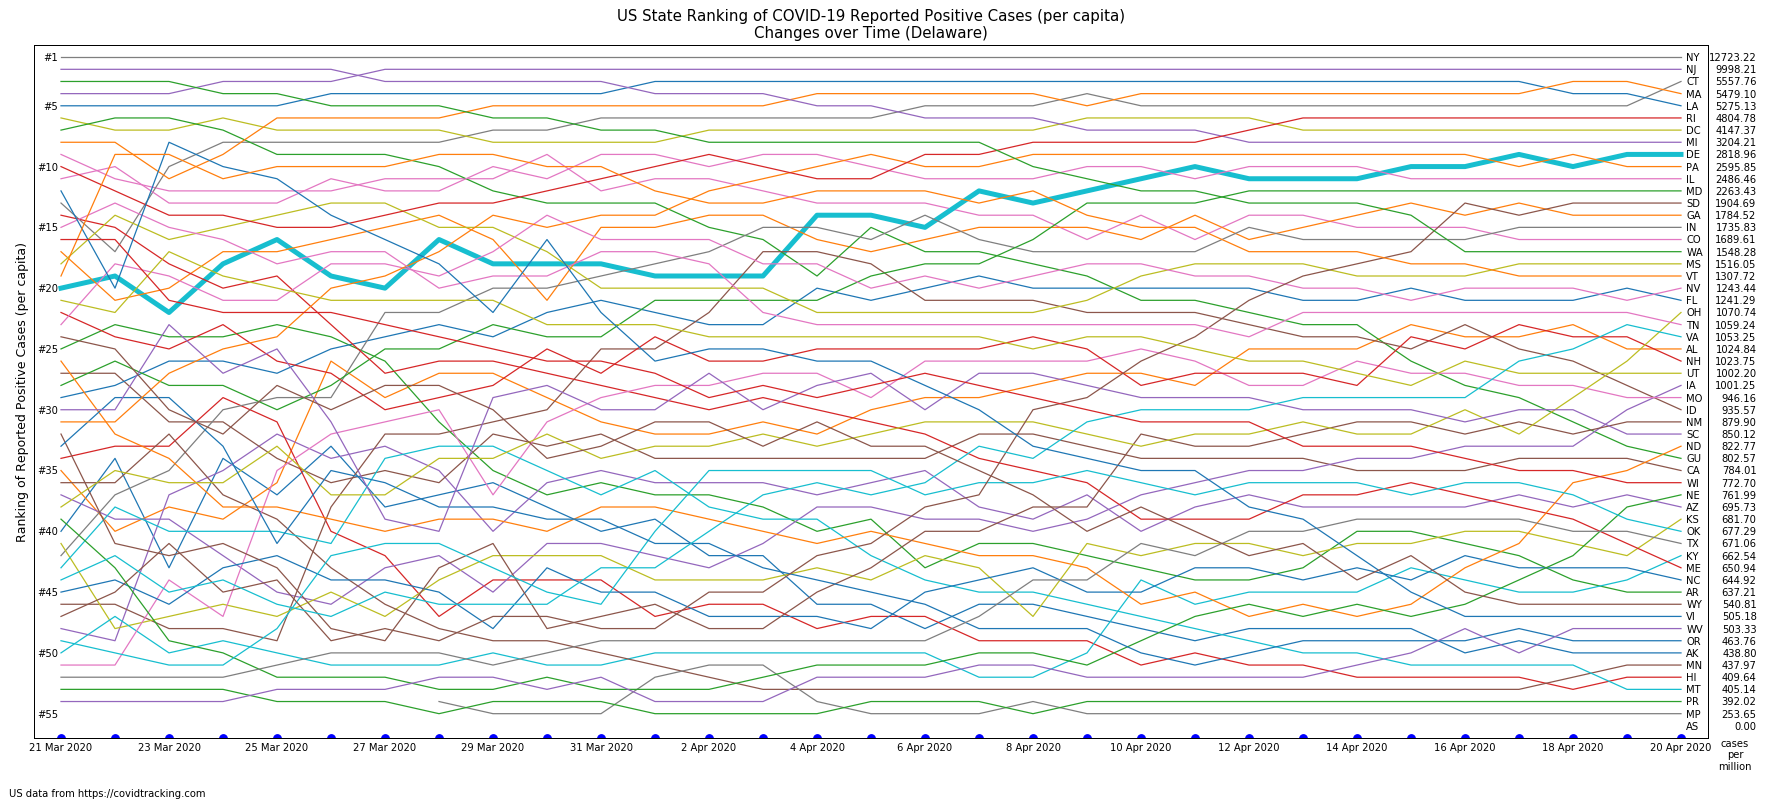 US State Ranking of COVID-19 Reported Positive Cases (per capita)
Changes over Time (Delaware)
Ranking of Reported Positive Cases (per capita)
#1
#5
#10
#15
#20
#25
#30
#35
#40
#45
#50
#55
NY 12723.22
NJ 9998.21
CT 5557.76
MA 5479.10
LA 5275.13
RI 4804.78
DC 4147.37
MI 3204.21
DE 2818.96
PA 2595.85
IL 2486.46
MD 2263.43
SD 1904.69
GA 1784.52
IN 1735.83
CO 1689.61
WA 1548.28
MS 1516.05
VT 1307.72
NV 1243.44
FL 1241.29
OH 1070.74
TN 1059.24
VA 1053.25
AL 1024.84
NH 1023.75
UT 1002.20
IA 1001.25
MO 946.16
ID 935.57
NM 879.90
SC 850.12
ND 822.77
GU 802.57
CA 784.01
WI 772.70
NE 761.99
AZ 695.73
KS 681.70
OK 677.29
TX 671.06
KY 662.54
ME 650.94
NC 644.92
AR 637.21
WY 540.81
VI 505.18
WV 503.33
OR 463.76
AK 438.80
MN 437.97
HI 409.64
MT 405.14
PR 392.02
MP 253.65
AS 0.00
21 Mar 2020 23 Mar 2020 25 Mar 2020 27 Mar 2020 29 Mar 2020 31 Mar 2020 2 Apr 2020 4 Apr 2020 6 Apr 2020 8 Apr 2020 10 Apr 2020 12 Apr 2020 14 Apr 2020 16 Apr 2020 18 Apr 2020 20 Apr 2020
cases
per
million
US data from https://covidtracking.com